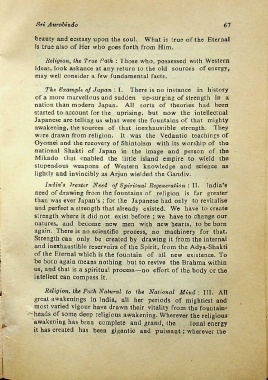 Sri Aurobindo 67
beauty and ecstasy upon the soul. What is true of the Eternal
is true also of Her who goes forth from Him.
Religion, the True Path : Those who, possessed with Western
ideas, look askance at any return to the old sources of energy,
may well consider a few fundamental facts.
The Example of Japan : I. There is no instance in history
of a more marvellous and sudden up-surging of strength in a
nation than modern Japan. All sorts of theories had been
started to account for the uprising, but now the intellectual
Japanese are telling us what were the fountains of that mighty
awakening, the sources of that inexhaustible strength. They
were drawn from religion. It was the Vedantic teachings of
Oyomei and the recovery of Shintoism with its worship of the
national Shakti of Japan in the image and person of the
Mikado that enabled the little island empire to wield the
stupendous weapons of Western knowledge and science as
lightly and invincibly as Arjun wielded the Gandiv.
India's Greater Need of Spiritual Regeneration : II. India's
need of drawing from the fountains of religion is far greater
than was ever Japan's ; for the Japanese had only to revitalise
and perfect a strength that already existed. We have to create
strength where it did not exist before ; we have to change our
natures, and become new men with new hearts, to be born
again. There is no scientific process, no machinery for that.
Strength can only be created by drawing it from the internal
and inexhaustible reservoirs of the Spirit, from the Adya-Shakti
of the Eternal which is the fountain of all new existence. To
be born again means nothing but to revive the Brahma within
us, and that is a spiritual process—no effort of the body or the
intellect can compass it.
Religion, the Path Natural to the National Mind : III. All
great awakenings in India, all her periods of mightiest and
most varied vigour have drawn their vitality from the fountain-
heads of some deep religious awakening. Wherever the religious
awakening has been complete and grand, the ional energy
it has created has been gigantic and puissant ; wherever the